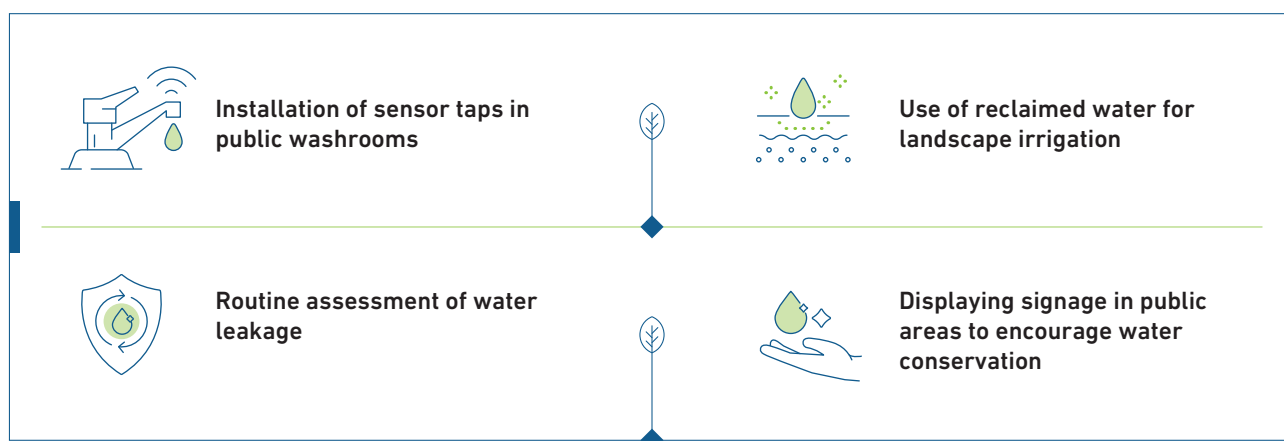 Installation of sensor taps in
public washrooms
Use of reclaimed water for
landscape irrigation
Routine assessment of water
leakage
Displaying signage in public
areas to encourage water
conservation